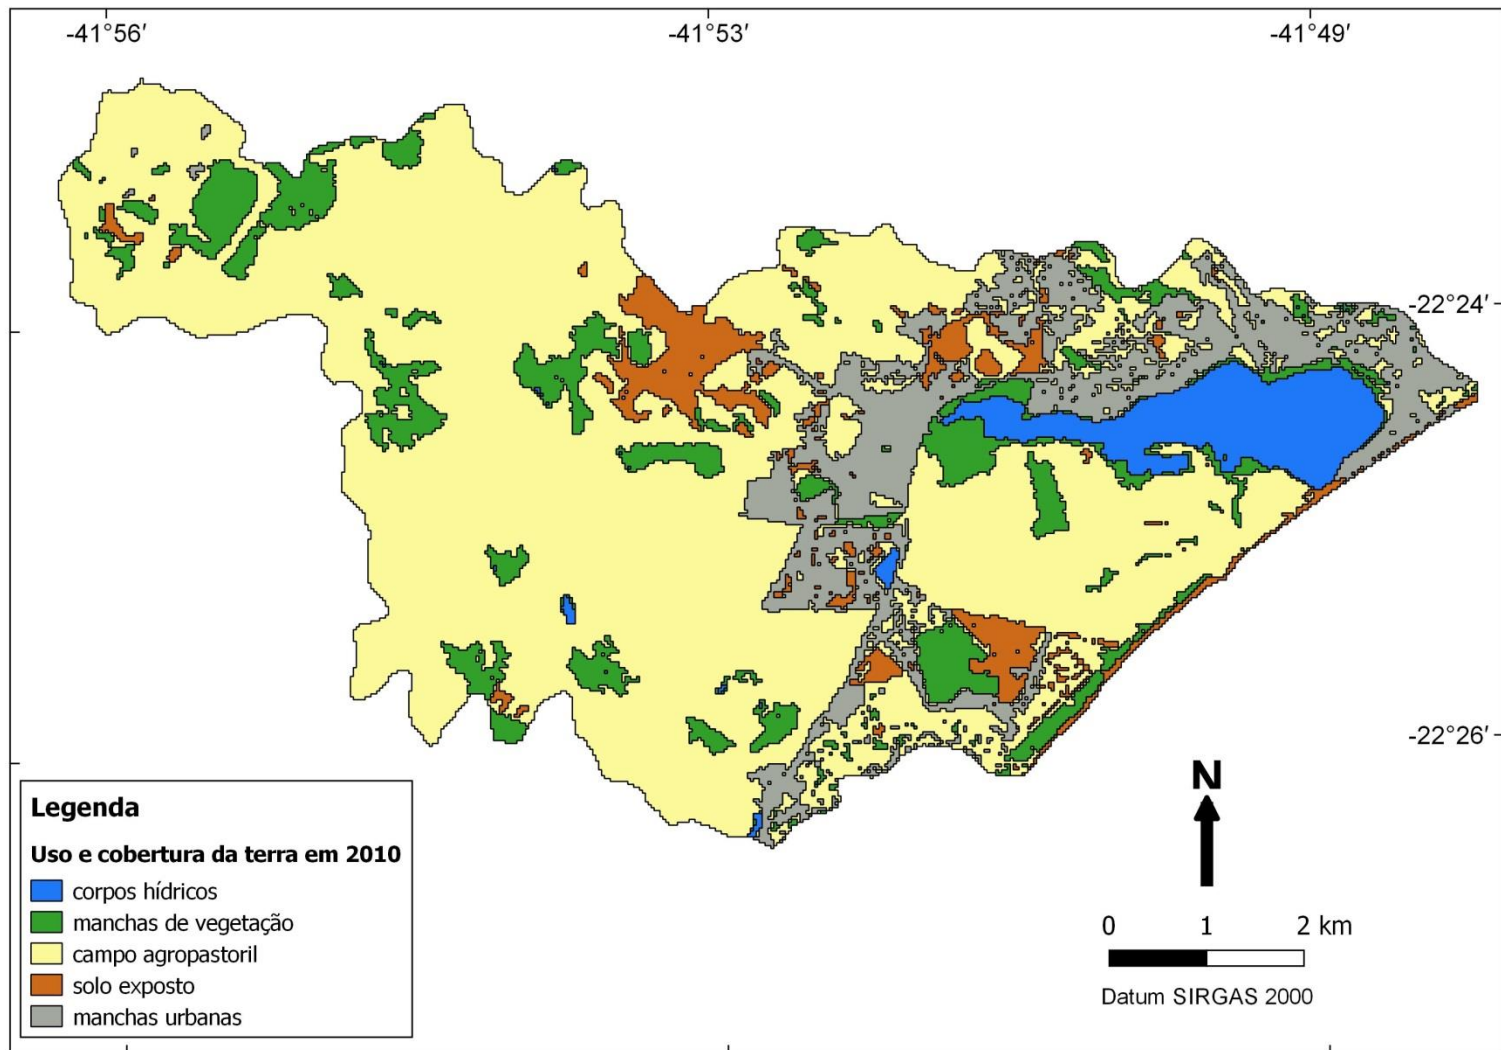 -41°56′ -41°53′ -41°49′
-22°24′
-22°26′
N
Legenda
Uso e cobertura da terra em 2010
corpos hídricos
manchas de vegetação
campo agropastoril
solo exposto
manchas urbanas
0 1 2 km
Datum SIRGAS 2000